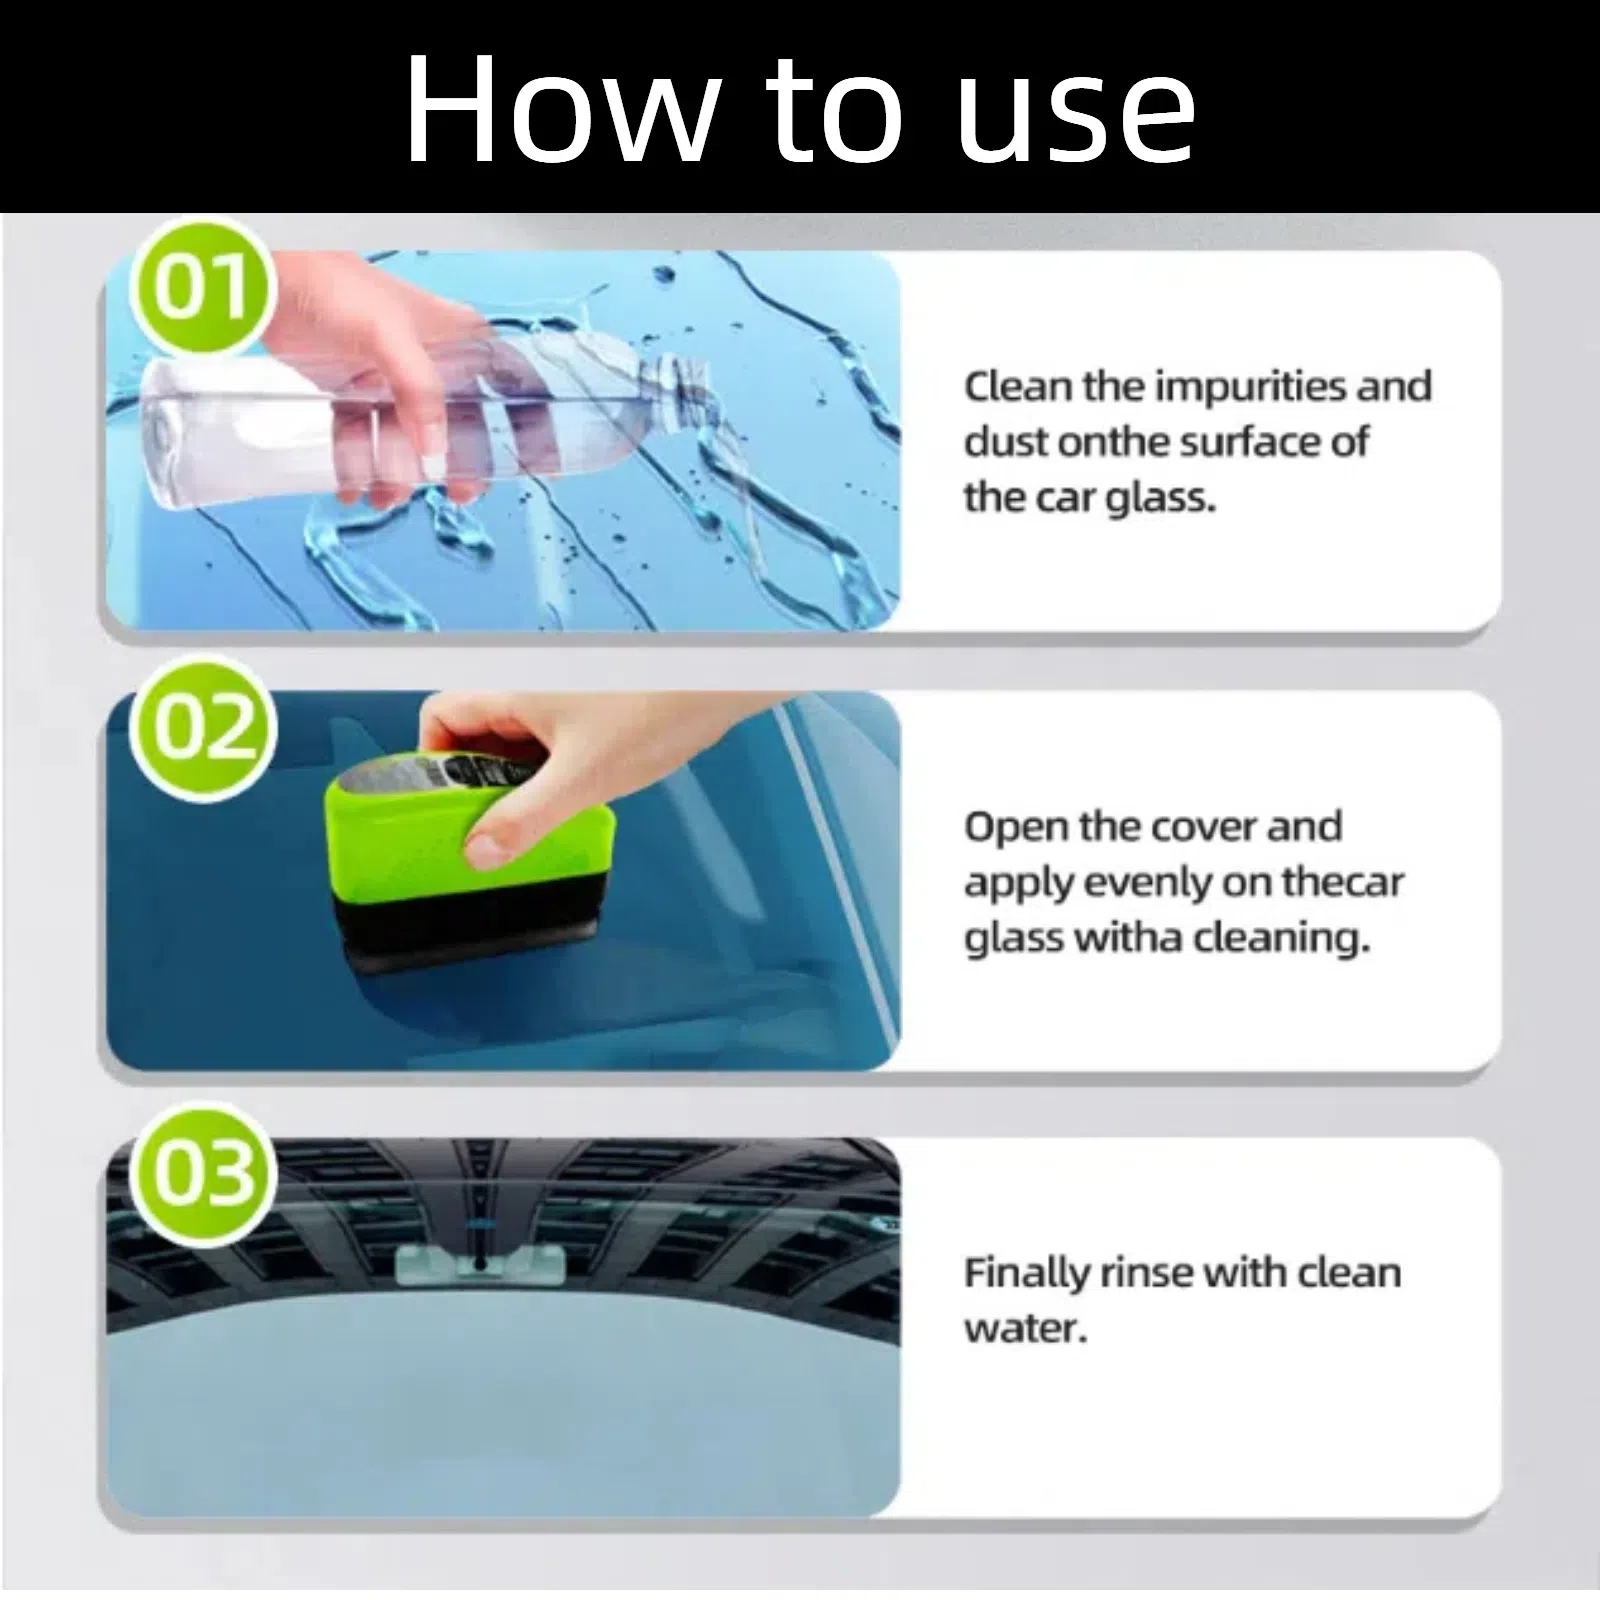 How to use
01
Clean the impurities and
dust onthe surface of
the car glass.
02
Open the cover and
apply evenly on thecar
glass witha cleaning.
03
Finally rinse with clean
water.